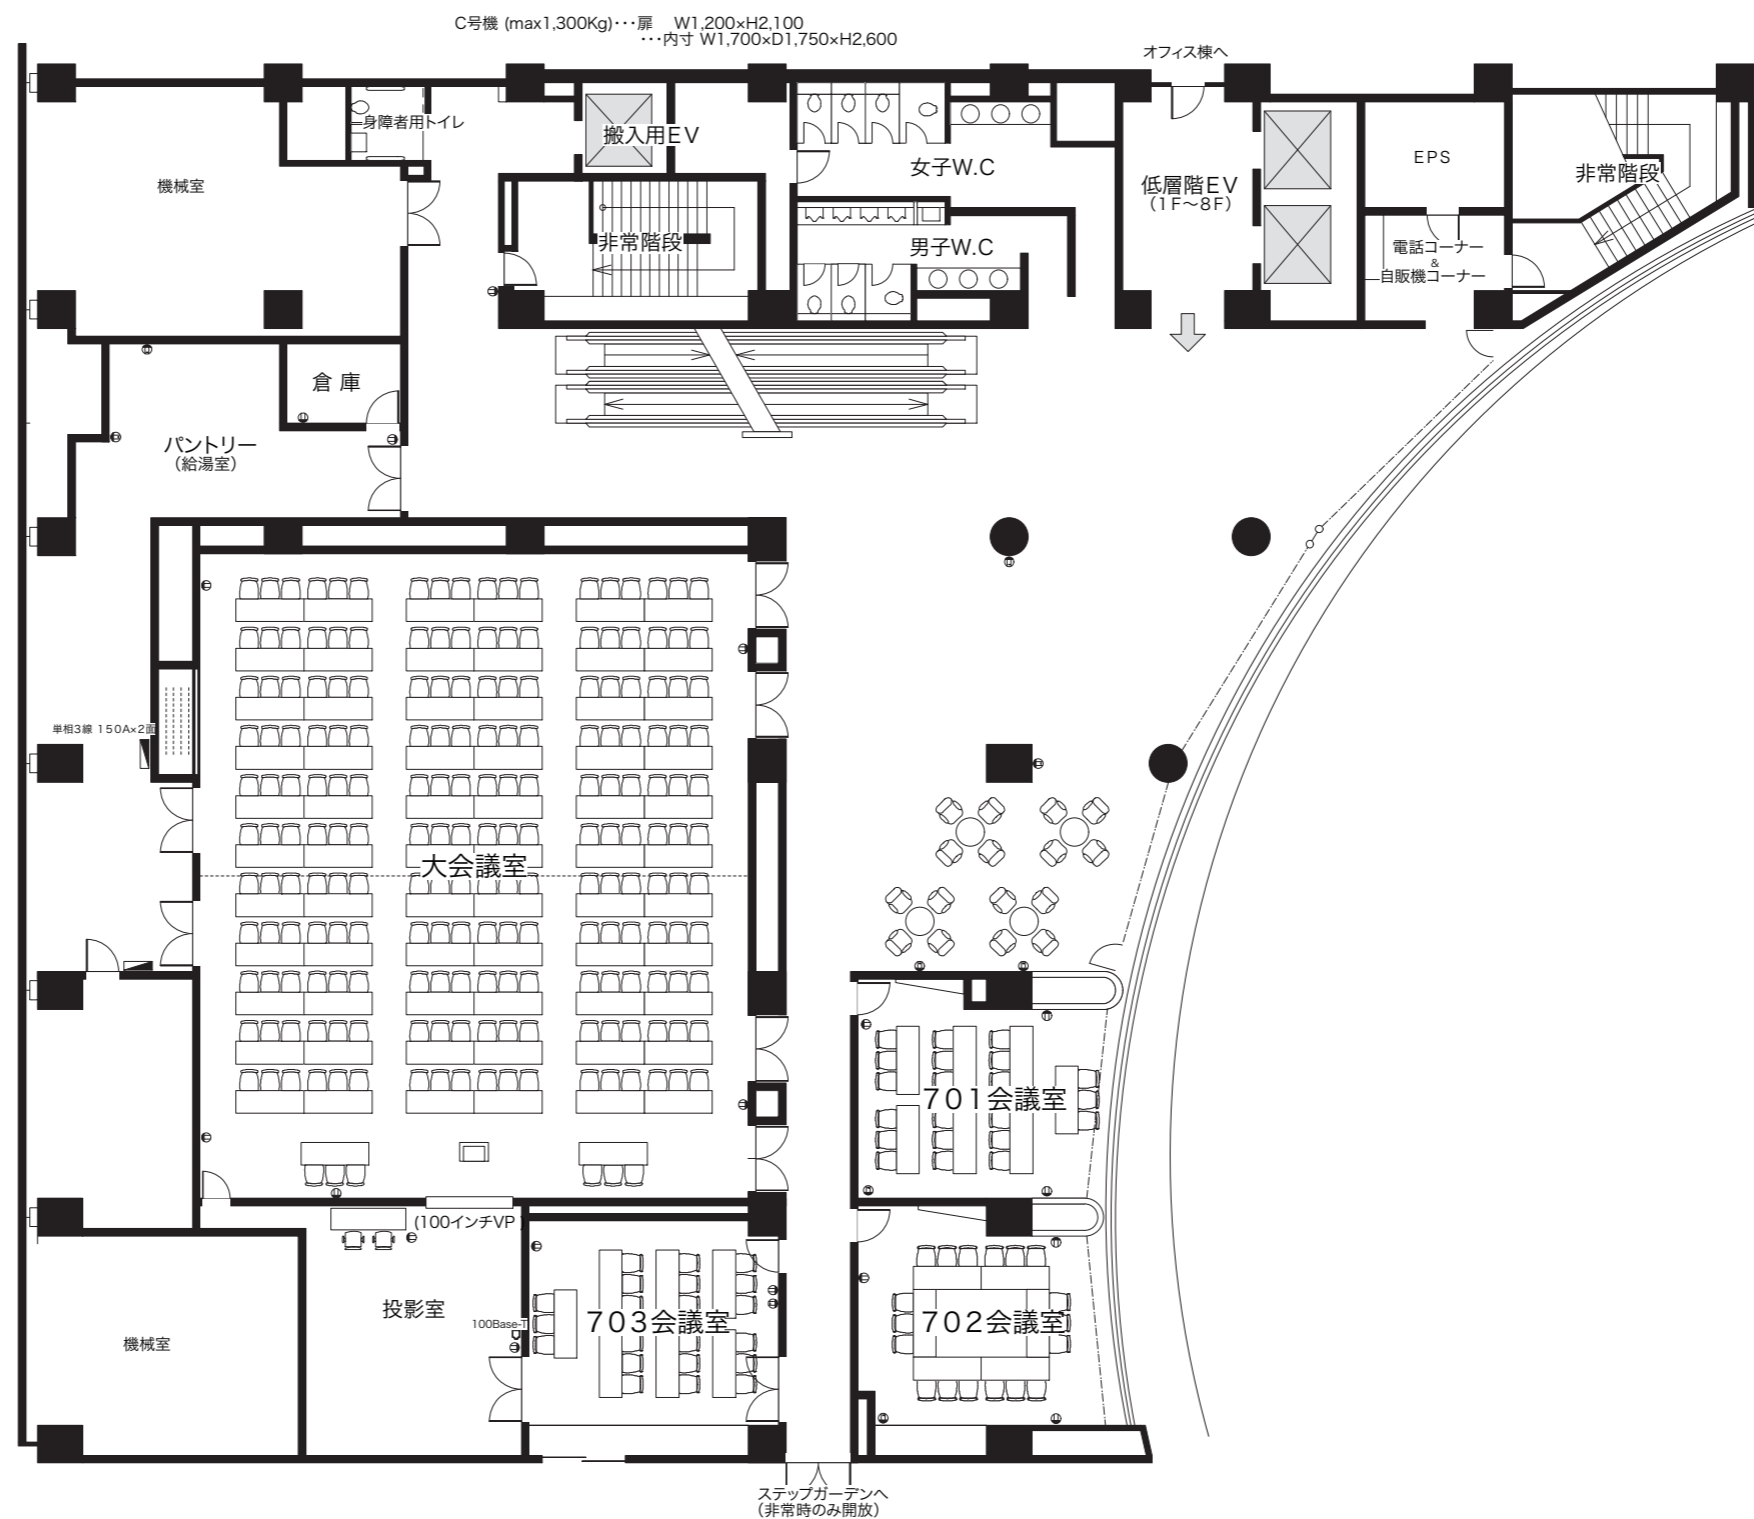 C号機 (max1,300Kg)･･･扉　W1,200×H2,100
･･･内寸 W1,700×D1,750×H2,600
オフィス棟へ
身障者用トイレ
搬入用EV
女子W.C
低層階EV
（1F〜8F）
EPS
非常階段
機械室
非常階段
男子W.C
電話コーナー
&
自販機コーナー
倉 庫
パントリー
（給湯室）
単相3線 150A×2面
大会議室
701会議室
(100インチVP )
投影室
100Base-T
703会議室
702会議室
機械室
ステップガーデンへ
（非常時のみ開放）